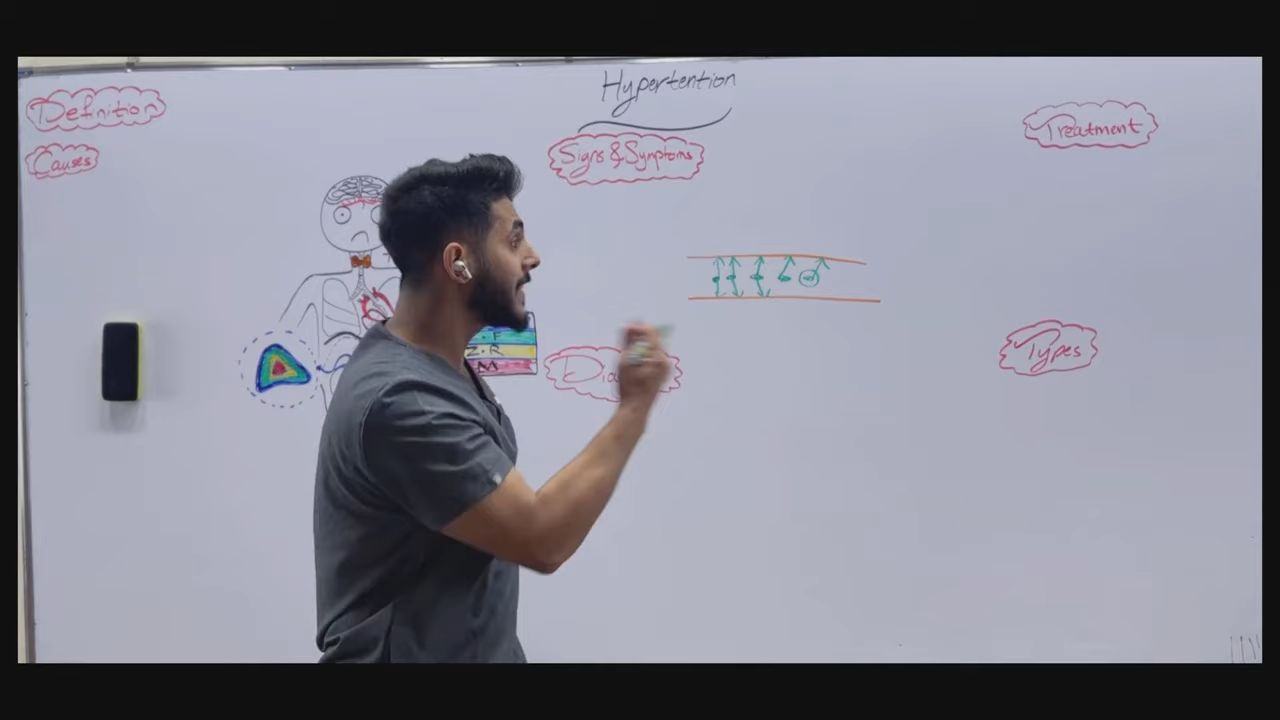 Hypertention
Definition
Signs & Symptoms
Treatment
Causes
. F
Z.R
M
Types